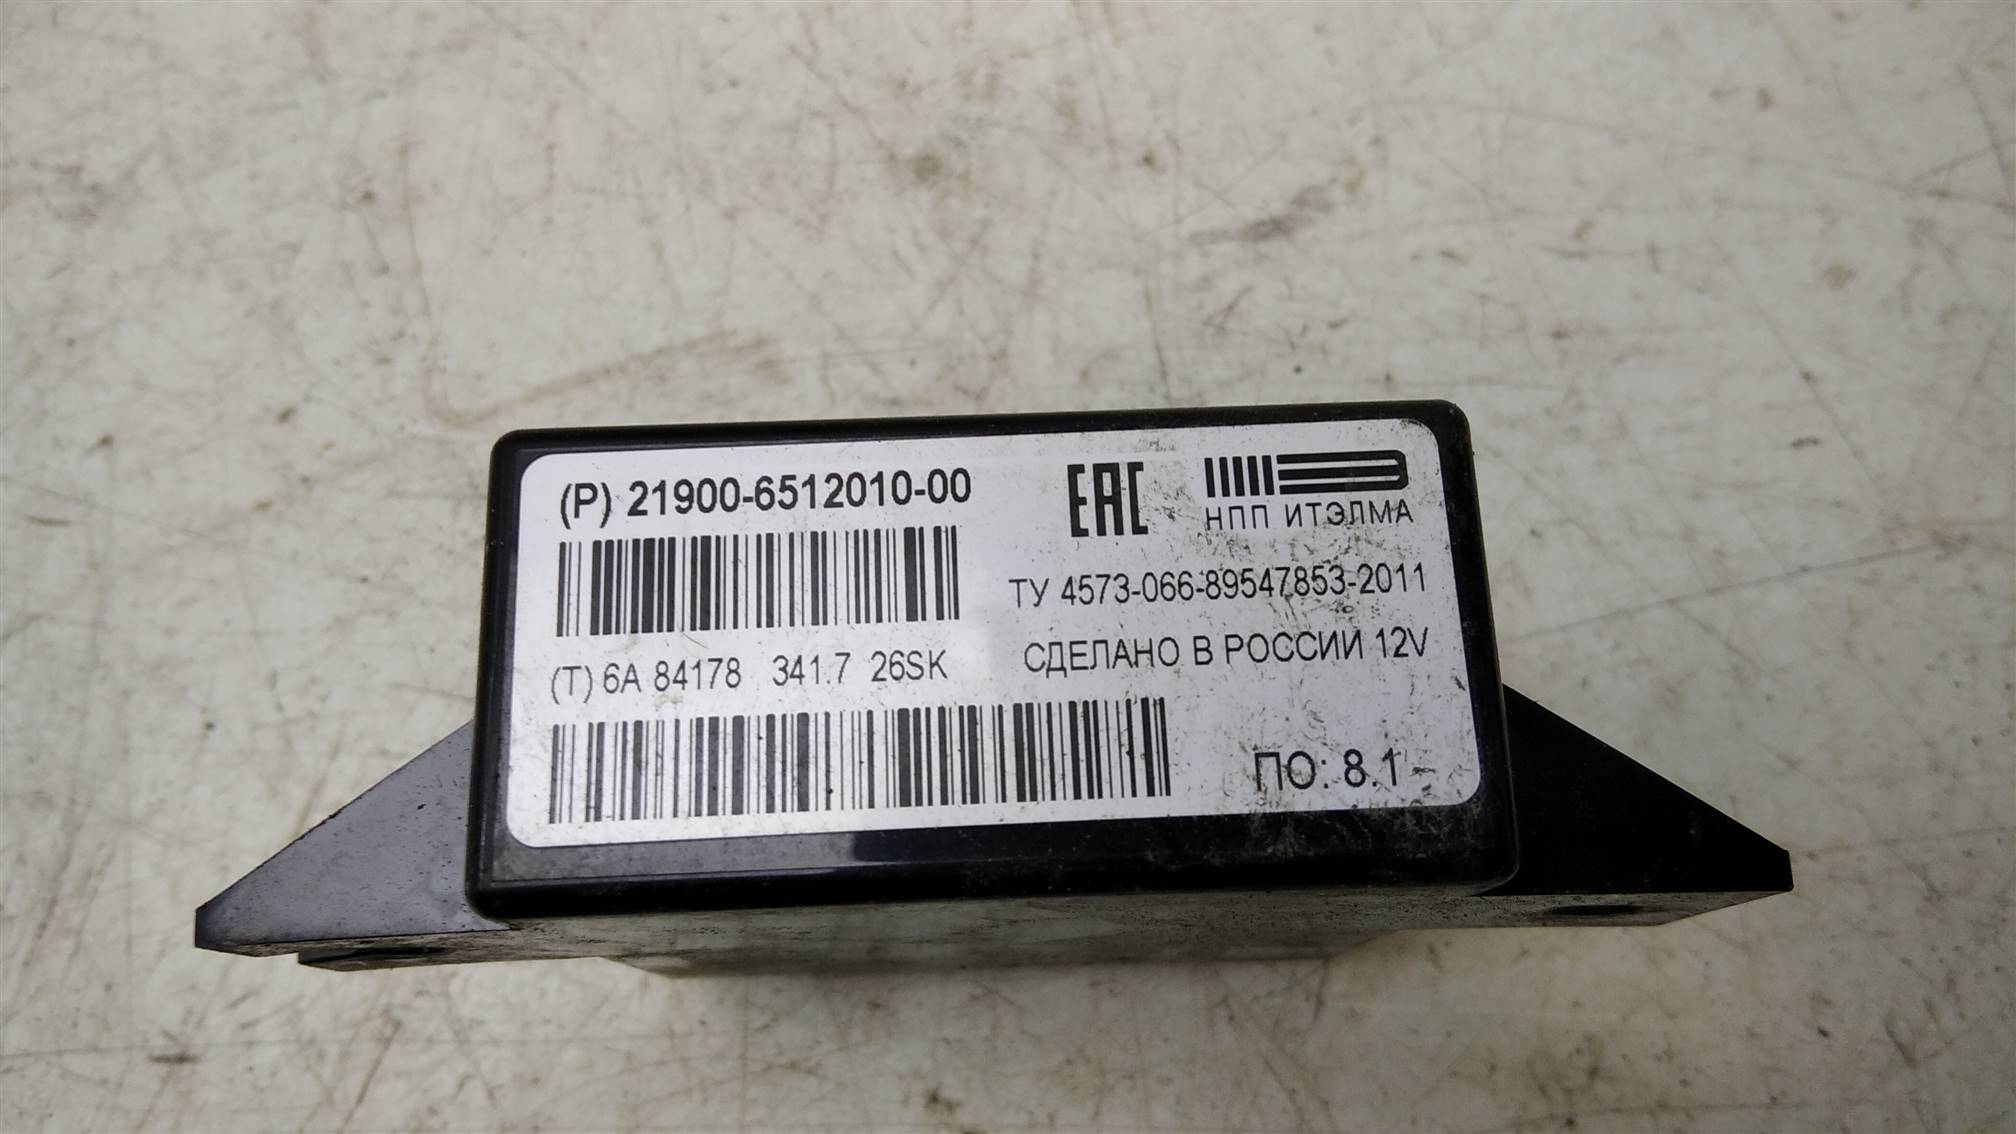 (P) 21900-6512010-00
EAC
НПП ИТЭЛМА
ТУ 4573-066-89547853-2011
(T) 6A 84178 341.7 26SK
СДЕЛАНО В РОССИИ 12V
ПО: 8.1